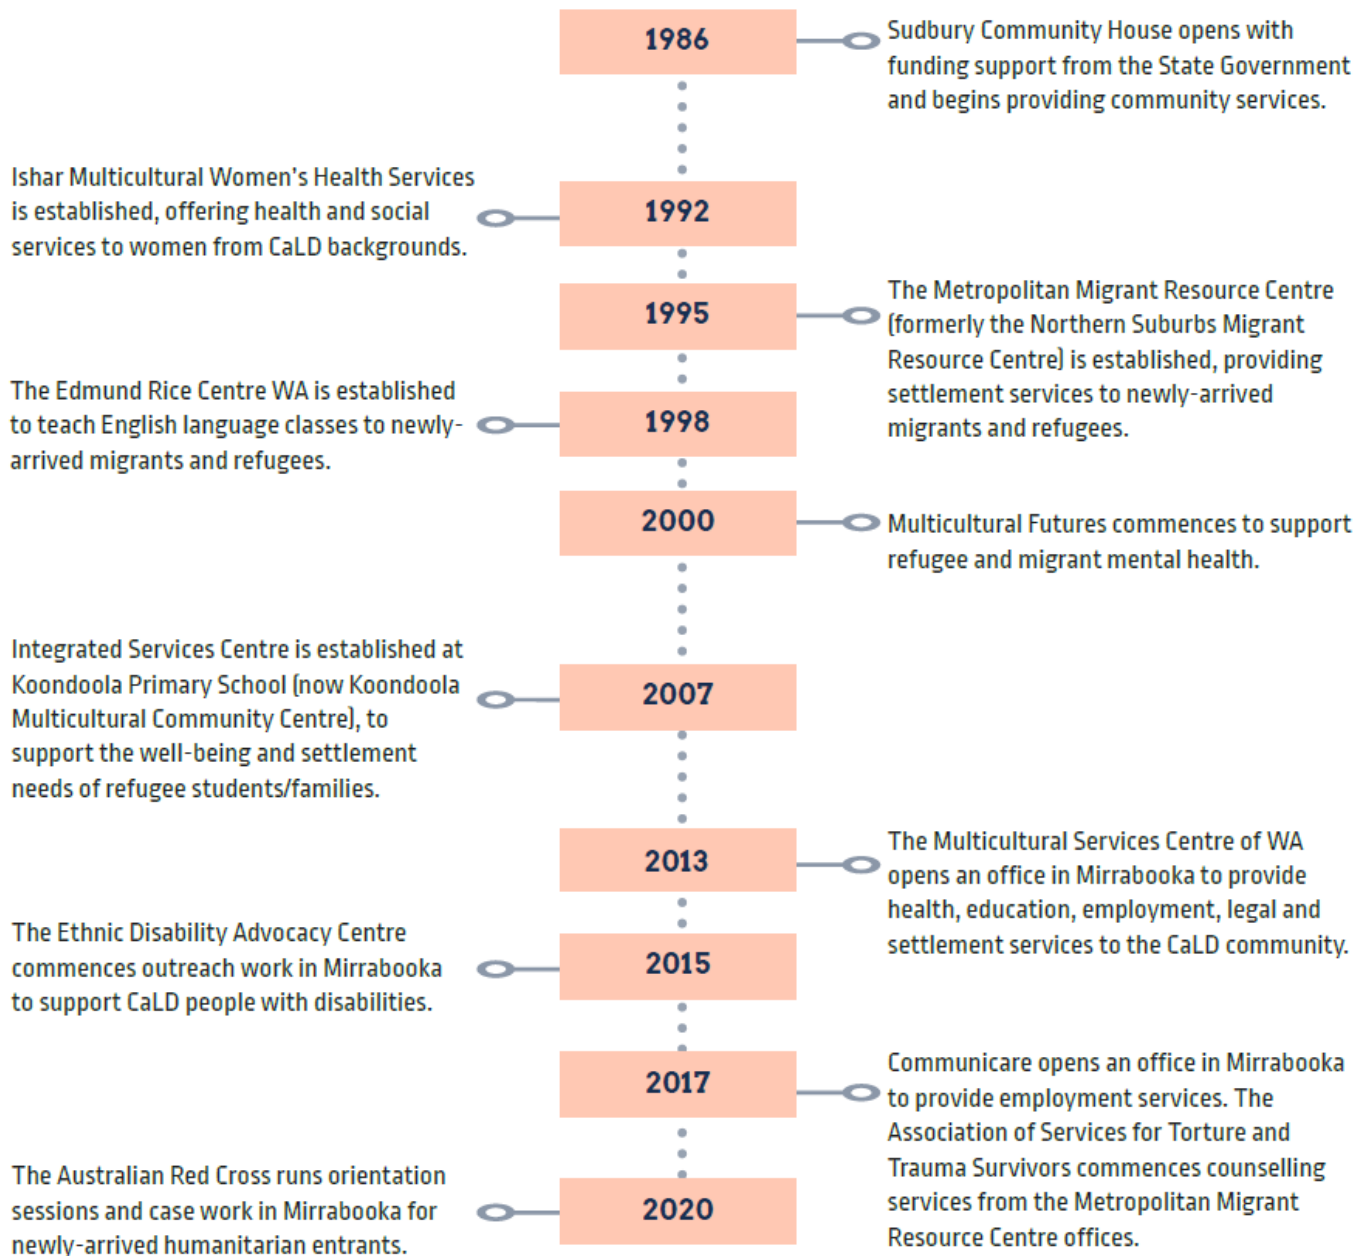 1986
Sudbury Community House opens with
funding support from the State Government
and begins providing community services.
Ishar Multicultural Women's Health Services
is established, offering health and social
services to women from CaLD backgrounds.
1992
1995
The Metropolitan Migrant Resource Centre
(formerly the Northern Suburbs Migrant
Resource Centre) is established, providing
settlement services to newly-arrived
migrants and refugees.
The Edmund Rice Centre WA is established
to teach English language classes to newly-
arrived migrants and refugees.
1998
2000
Multicultural Futures commences to support
refugee and migrant mental health.
Integrated Services Centre is established at
Koondoola Primary School (now Koondoola
Multicultural Community Centre), to
support the well-being and settlement
needs of refugee students/families.
2007
2013
The Multicultural Services Centre of WA
opens an office in Mirrabooka to provide
health, education, employment, legal and
settlement services to the CaLD community.
The Ethnic Disability Advocacy Centre
commences outreach work in Mirrabooka
to support CaLD people with disabilities.
2015
2017
Communicare opens an office in Mirrabooka
to provide employment services. The
Association of Services for Torture and
Trauma Survivors commences counselling
services from the Metropolitan Migrant
Resource Centre offices.
The Australian Red Cross runs orientation
sessions and case work in Mirrabooka for
newly-arrived humanitarian entrants.
2020